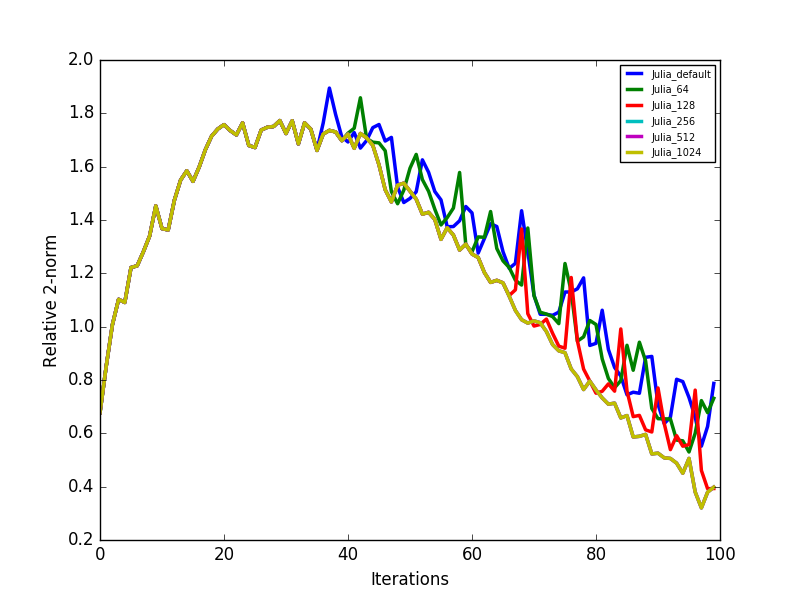 2.0
1.8
1.6
1.4
1.2
1.0
0.8
0.6
0.4
0.2
Relative 2-norm
Julia_default
Julia_64
Julia_128
Julia_256
Julia_512
Julia_1024
0 20 40 60 80 100
Iterations